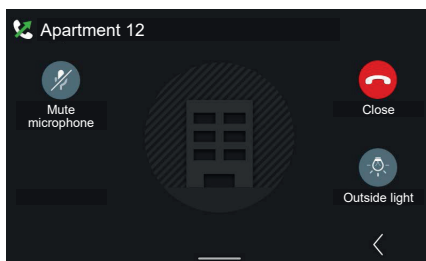 Apartment 12
Mute
microphone
Close
Outside light